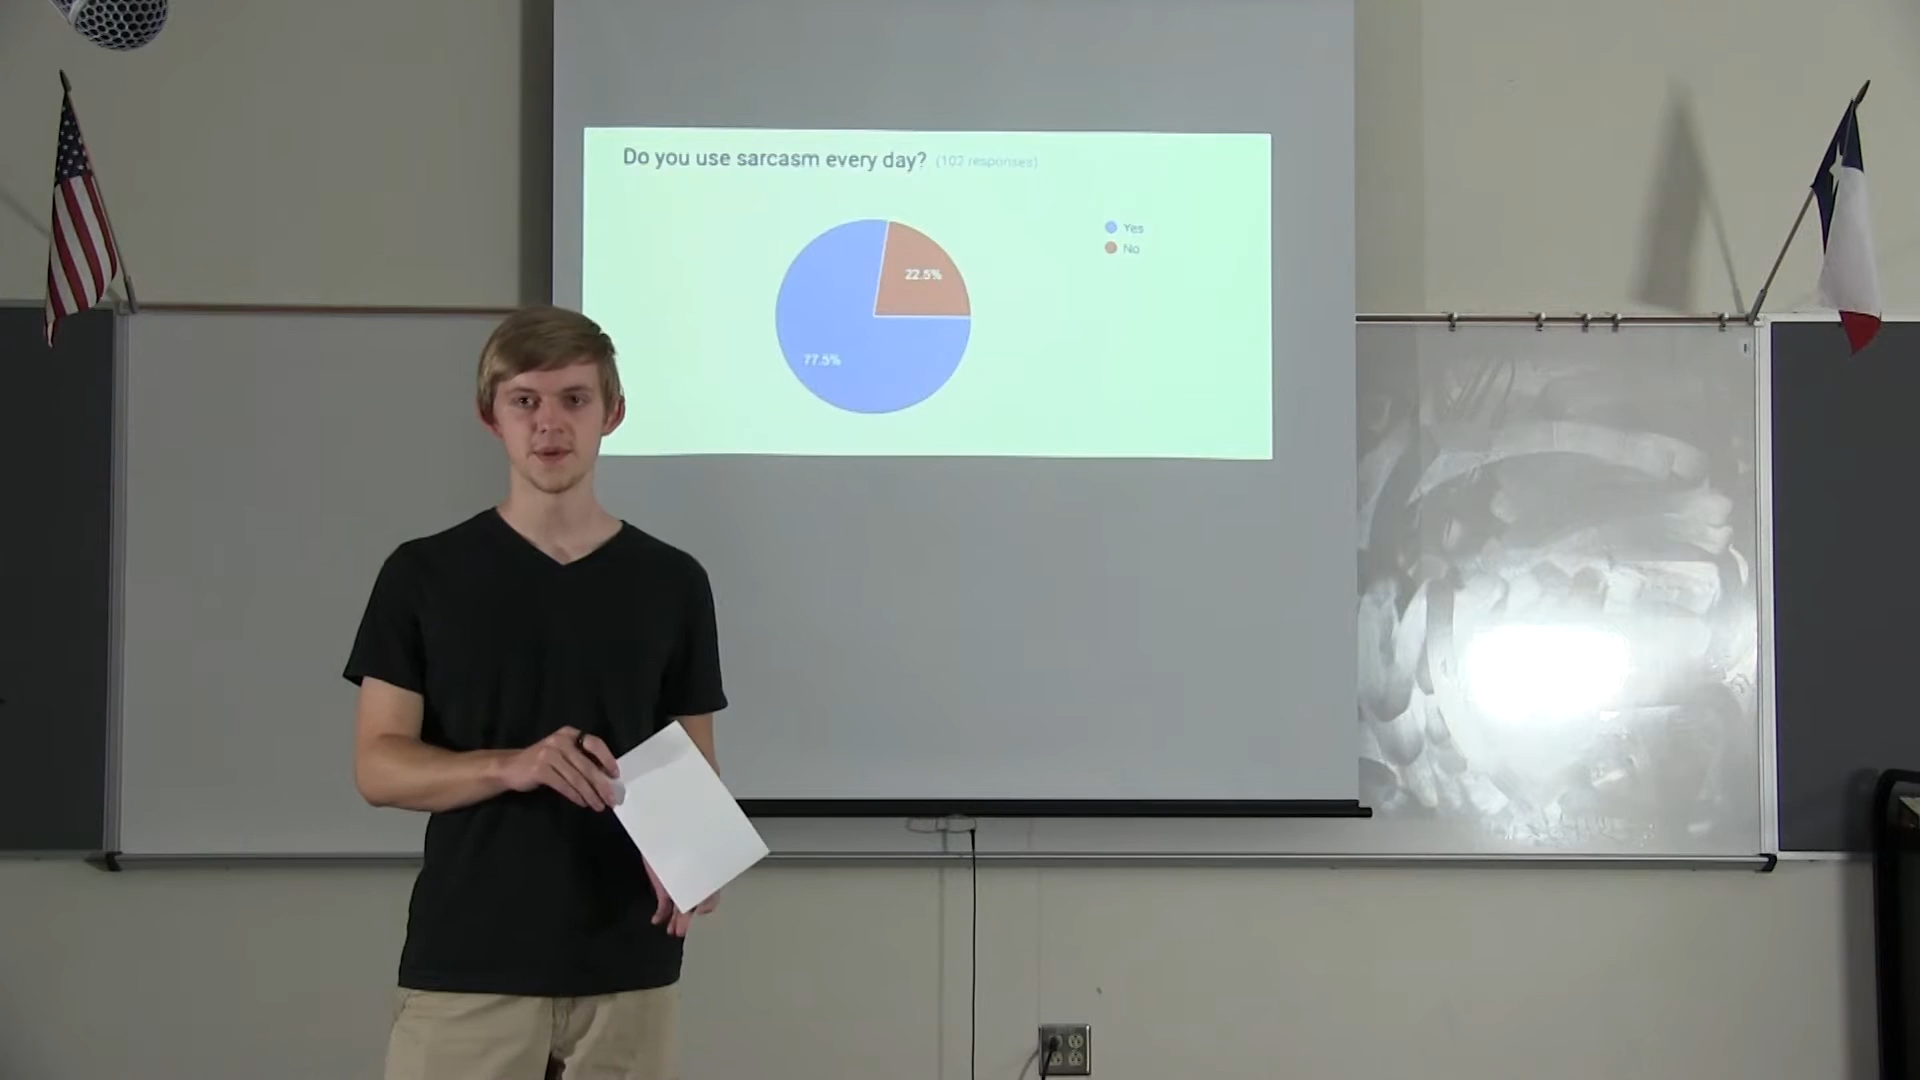 Do you use sarcasm every day? (102 responses)
Yes
No
22.5%
77.5%